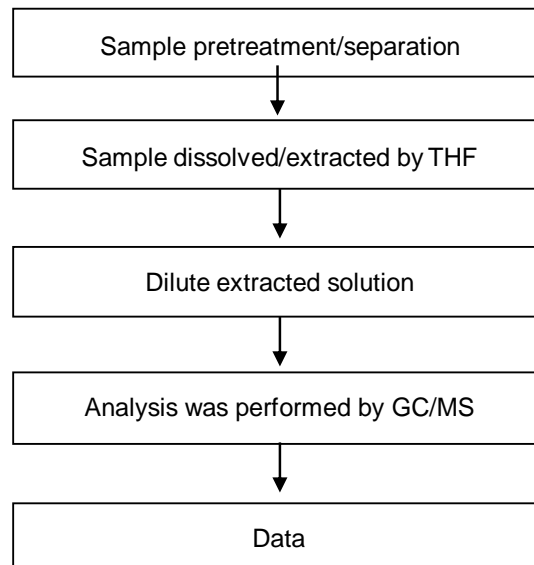 Sample pretreatment/separation
Sample dissolved/extracted by THF
Dilute extracted solution
Analysis was performed by GC/MS
Data